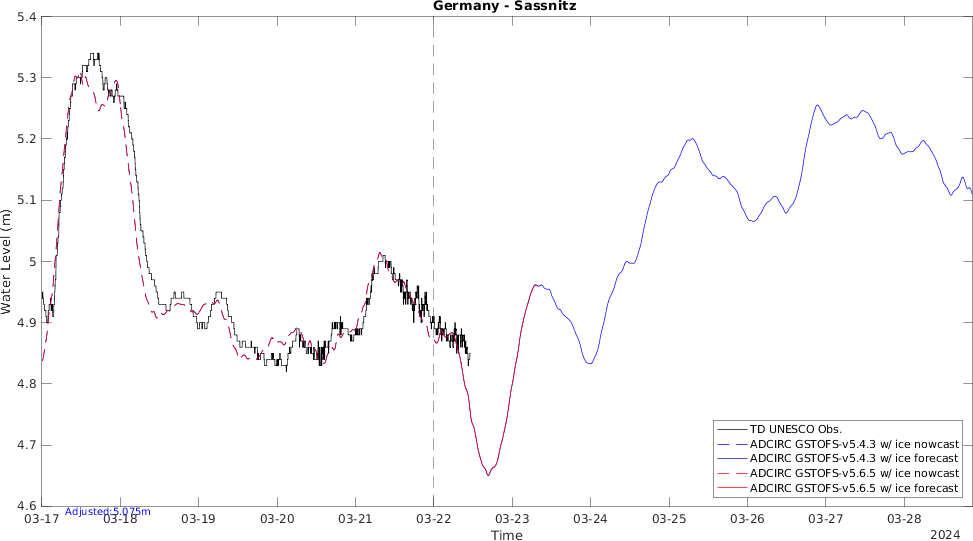 Germany - Sassnitz
5.4
5.3
5.2
5.1
5
4.9
4.8
4.7
4.6
Water Level (m)
TD UNESCO Obs.
ADCIRC GSTOFS-v5.4.3 w/ ice nowcast
ADCIRC GSTOFS-v5.4.3 w/ ice forecast
ADCIRC GSTOFS-v5.6.5 w/ ice nowcast
ADCIRC GSTOFS-v5.6.5 w/ ice forecast
Adjusted:5.075m
03-17 03-18 03-19 03-20 03-21 03-22 03-23 03-24 03-25 03-26 03-27 03-28
Time
2024